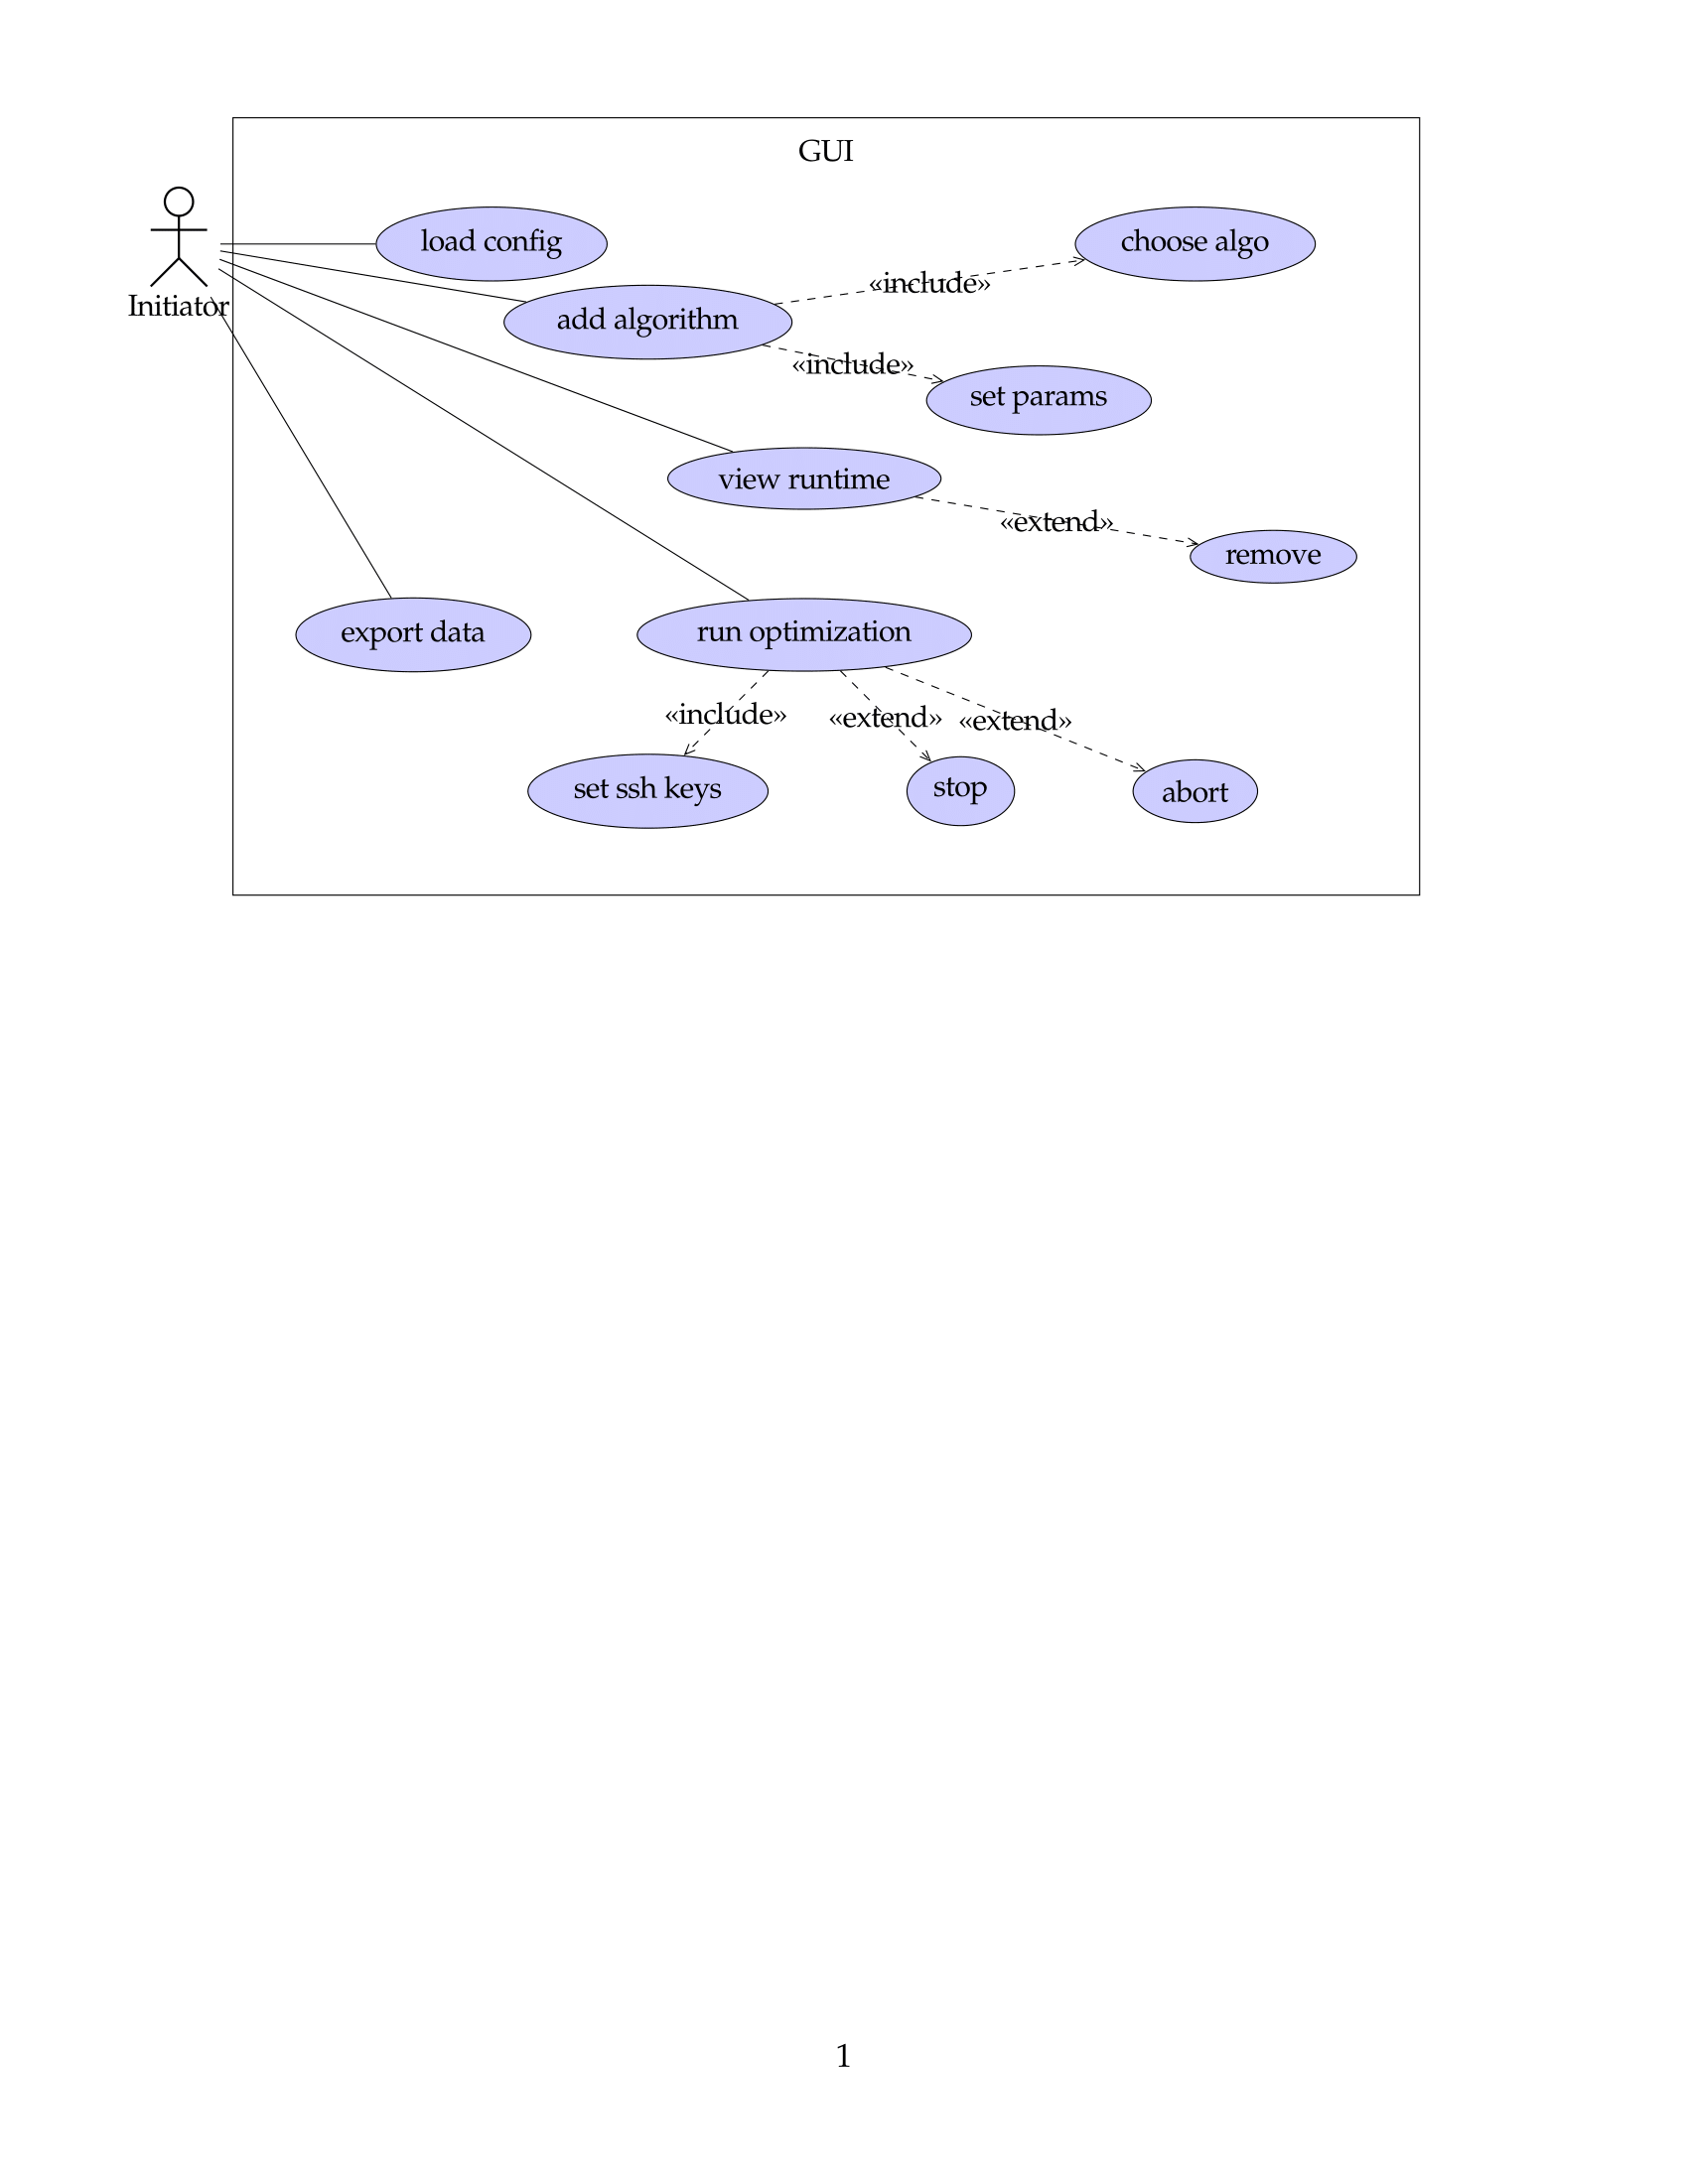 GUI
Initiator
load config
choose algo
«include»
add algorithm
«include»
set params
view runtime
«extend»
remove
export data
run optimization
«include»
«extend»
«extend»
set ssh keys
stop
abort
1